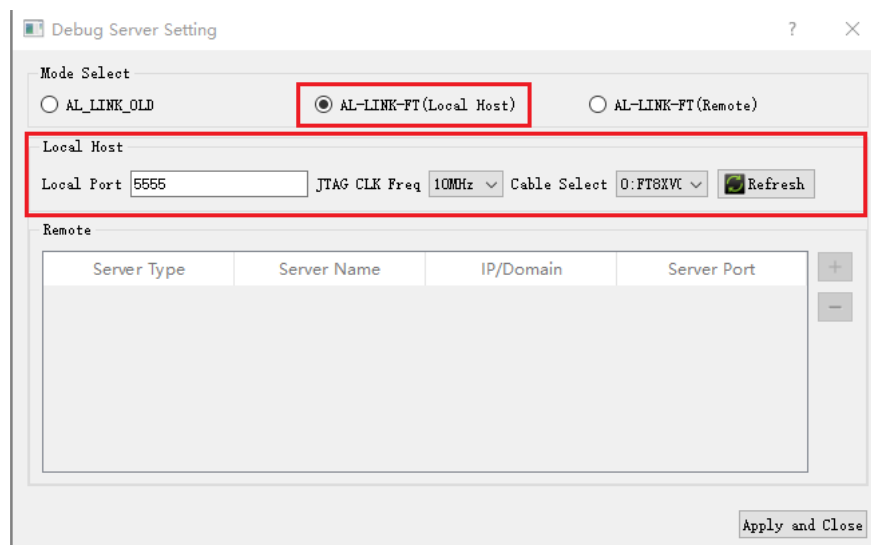 Debug Server Setting
Mode Select
AL_LINK_OLD AL-LINK-FT(Local Host) AL-LINK-FT(Remote)
Local Host
Local Port 5555 JTAG CLK Freq 10MHz Cable Select 0:FT8XVC Refresh
Remote
Server Type Server Name IP/Domain Server Port
Apply and Close